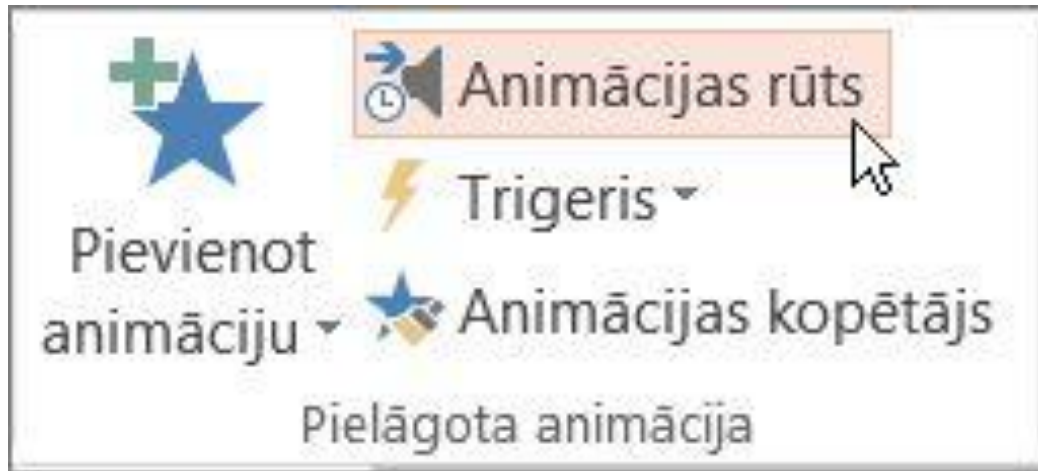 Pievienot
animāciju
Animācijas rūts
Trigeris
Animācijas kopētājs
Pielāgota animācija